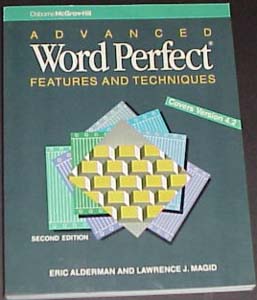 Osborne McGraw-Hill
ADVANCED
Word Perfect®
FEATURES AND TECHNIQUES
Covers Version 4.2
SECOND EDITION
ERIC ALDERMAN AND LAWRENCE J. MAGID